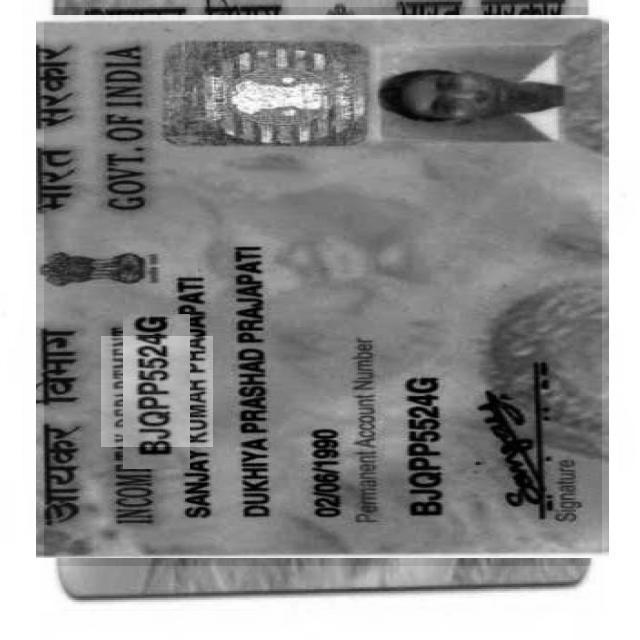 आयकर विभाग भारत सरकार
INCOME TAX DEPARTMENT GOVT. OF INDIA
BJQPP5524G
SANJAY KUMAR PRAJAPATI
DUKHIYA PRASHAD PRAJAPATI
02/06/1990
Permanent Account Number
BJQPP5524G
Sanjay
Signature